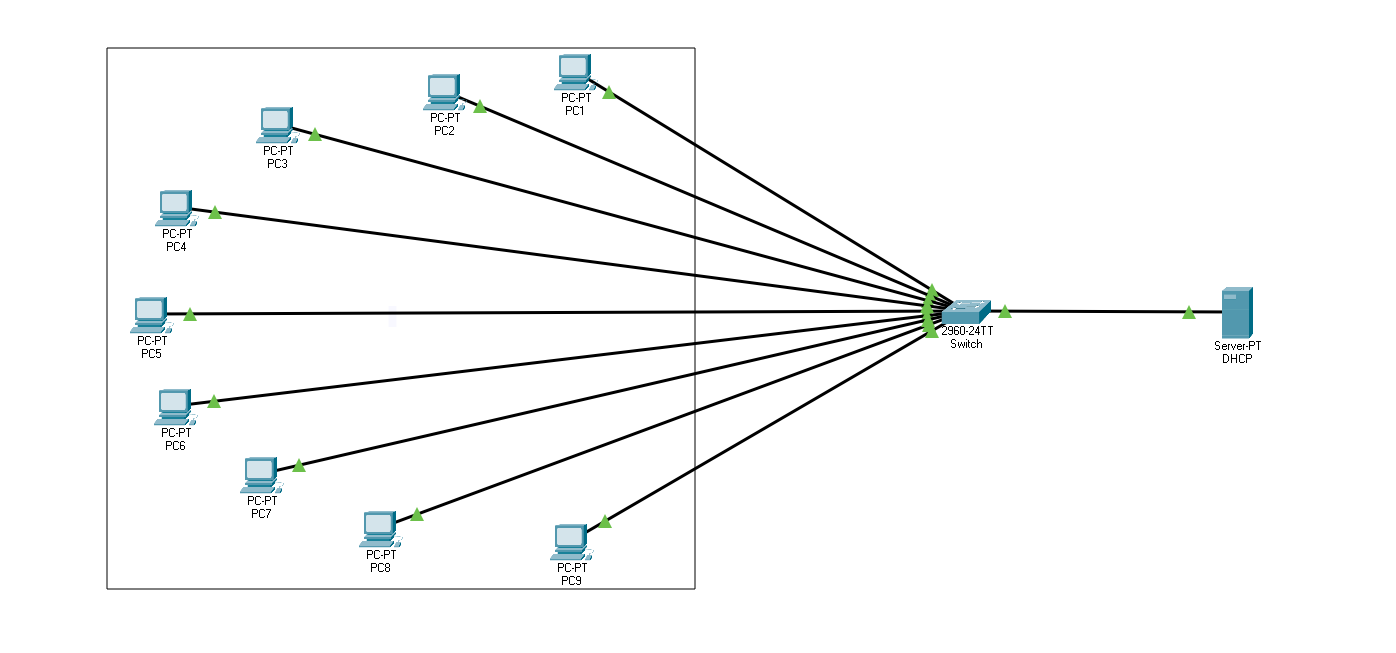 PC-PT
PC1
PC-PT
PC2
PC-PT
PC3
PC-PT
PC4
PC-PT
PC5
2960-24TT
Switch
Server-PT
DHCP
PC-PT
PC6
PC-PT
PC7
PC-PT
PC8
PC-PT
PC9